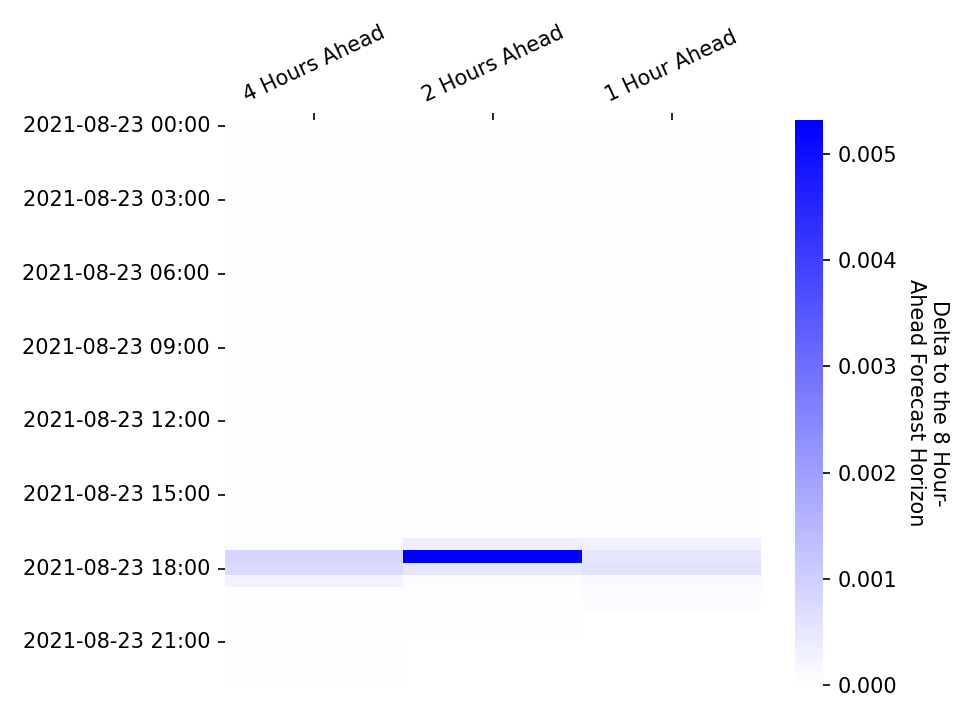 4 Hours Ahead
2 Hours Ahead
1 Hour Ahead
2021-08-23 00:00
2021-08-23 03:00
2021-08-23 06:00
2021-08-23 09:00
2021-08-23 12:00
2021-08-23 15:00
2021-08-23 18:00
2021-08-23 21:00
0.005
0.004
0.003
0.002
0.001
0.000
Delta to the 8 Hour-
Ahead Forecast Horizon